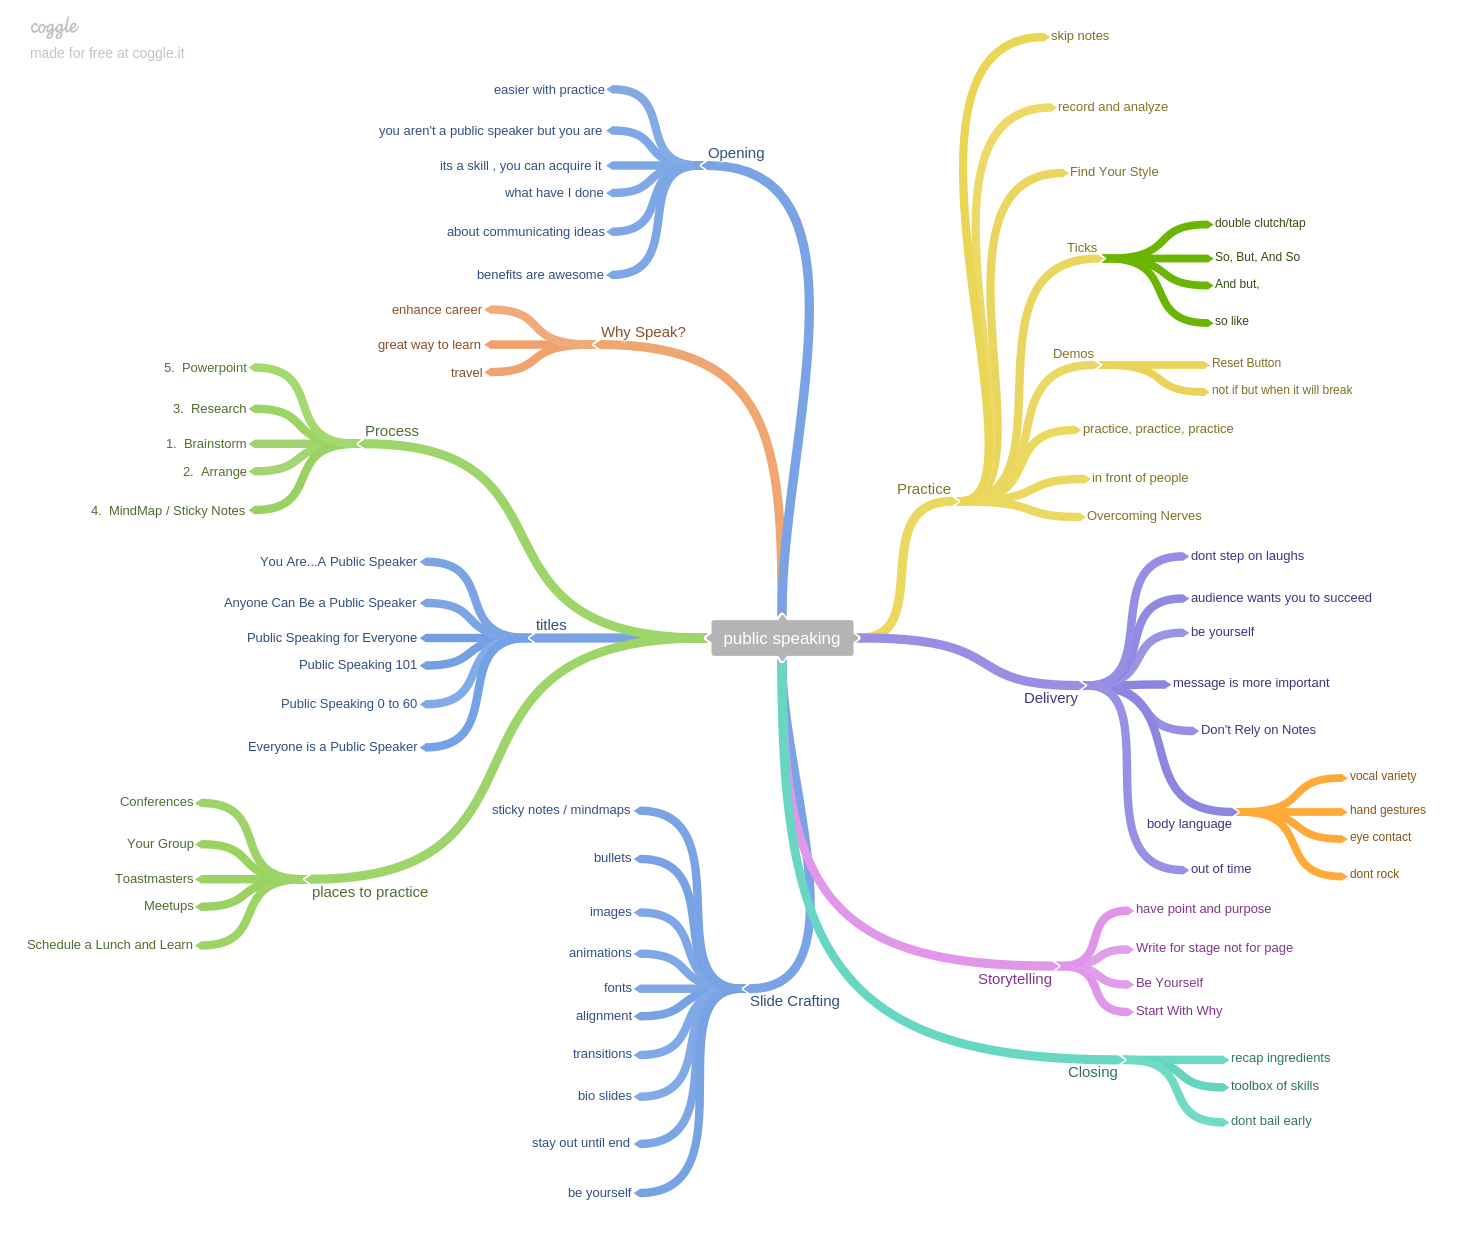 coggle
made for free at coggle.it
public speaking
Opening
easier with practice
you aren't a public speaker but you are
its a skill , you can acquire it
what have I done
about communicating ideas
benefits are awesome
Why Speak?
enhance career
great way to learn
travel
Process
5. Powerpoint
3. Research
1. Brainstorm
2. Arrange
4. MindMap / Sticky Notes
titles
You Are...A Public Speaker
Anyone Can Be a Public Speaker
Public Speaking for Everyone
Public Speaking 101
Public Speaking 0 to 60
Everyone is a Public Speaker
places to practice
Conferences
Your Group
Toastmasters
Meetups
Schedule a Lunch and Learn
Slide Crafting
sticky notes / mindmaps
bullets
images
animations
fonts
alignment
transitions
bio slides
stay out until end
be yourself
Practice
skip notes
record and analyze
Find Your Style
Ticks
double clutch/tap
So, But, And So
And but,
so like
Demos
Reset Button
not if but when it will break
practice, practice, practice
in front of people
Overcoming Nerves
Delivery
dont step on laughs
audience wants you to succeed
be yourself
message is more important
Don't Rely on Notes
body language
vocal variety
hand gestures
eye contact
dont rock
out of time
Storytelling
have point and purpose
Write for stage not for page
Be Yourself
Start With Why
Closing
recap ingredients
toolbox of skills
dont bail early